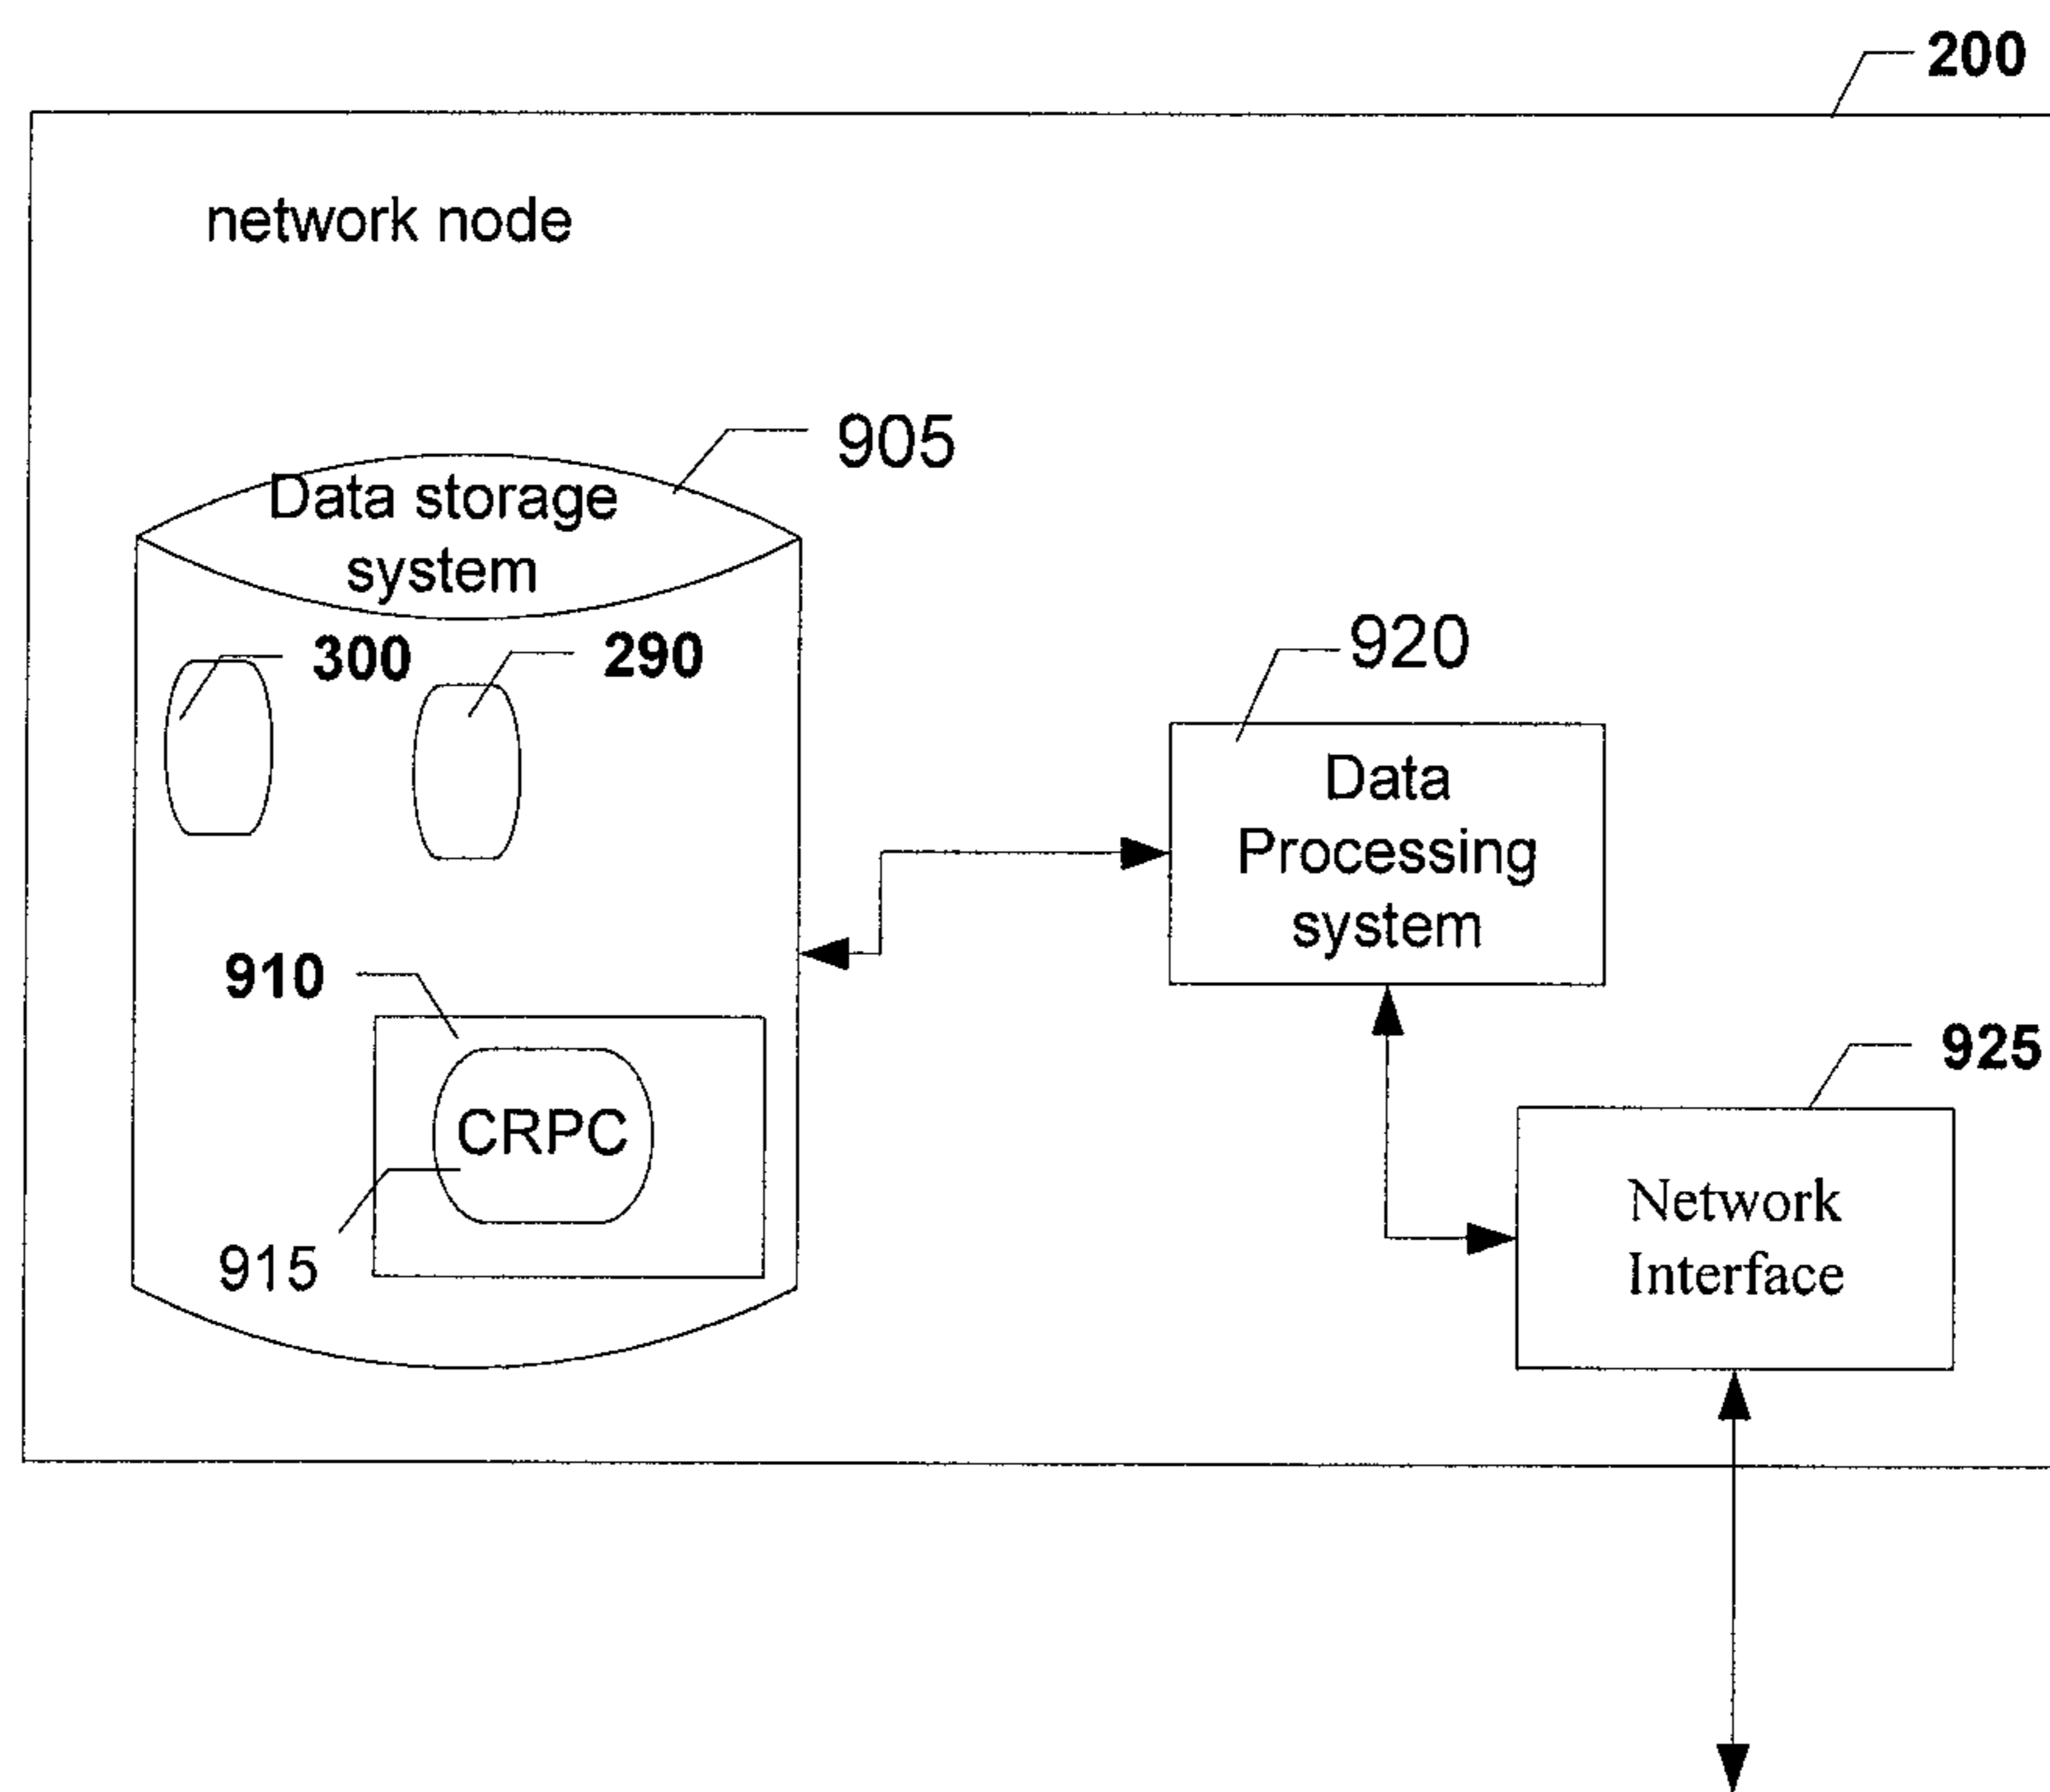 200
network node
905
Data storage
system
300
290
920
Data
Processing
system
910
925
CRPC
Network
Interface
915